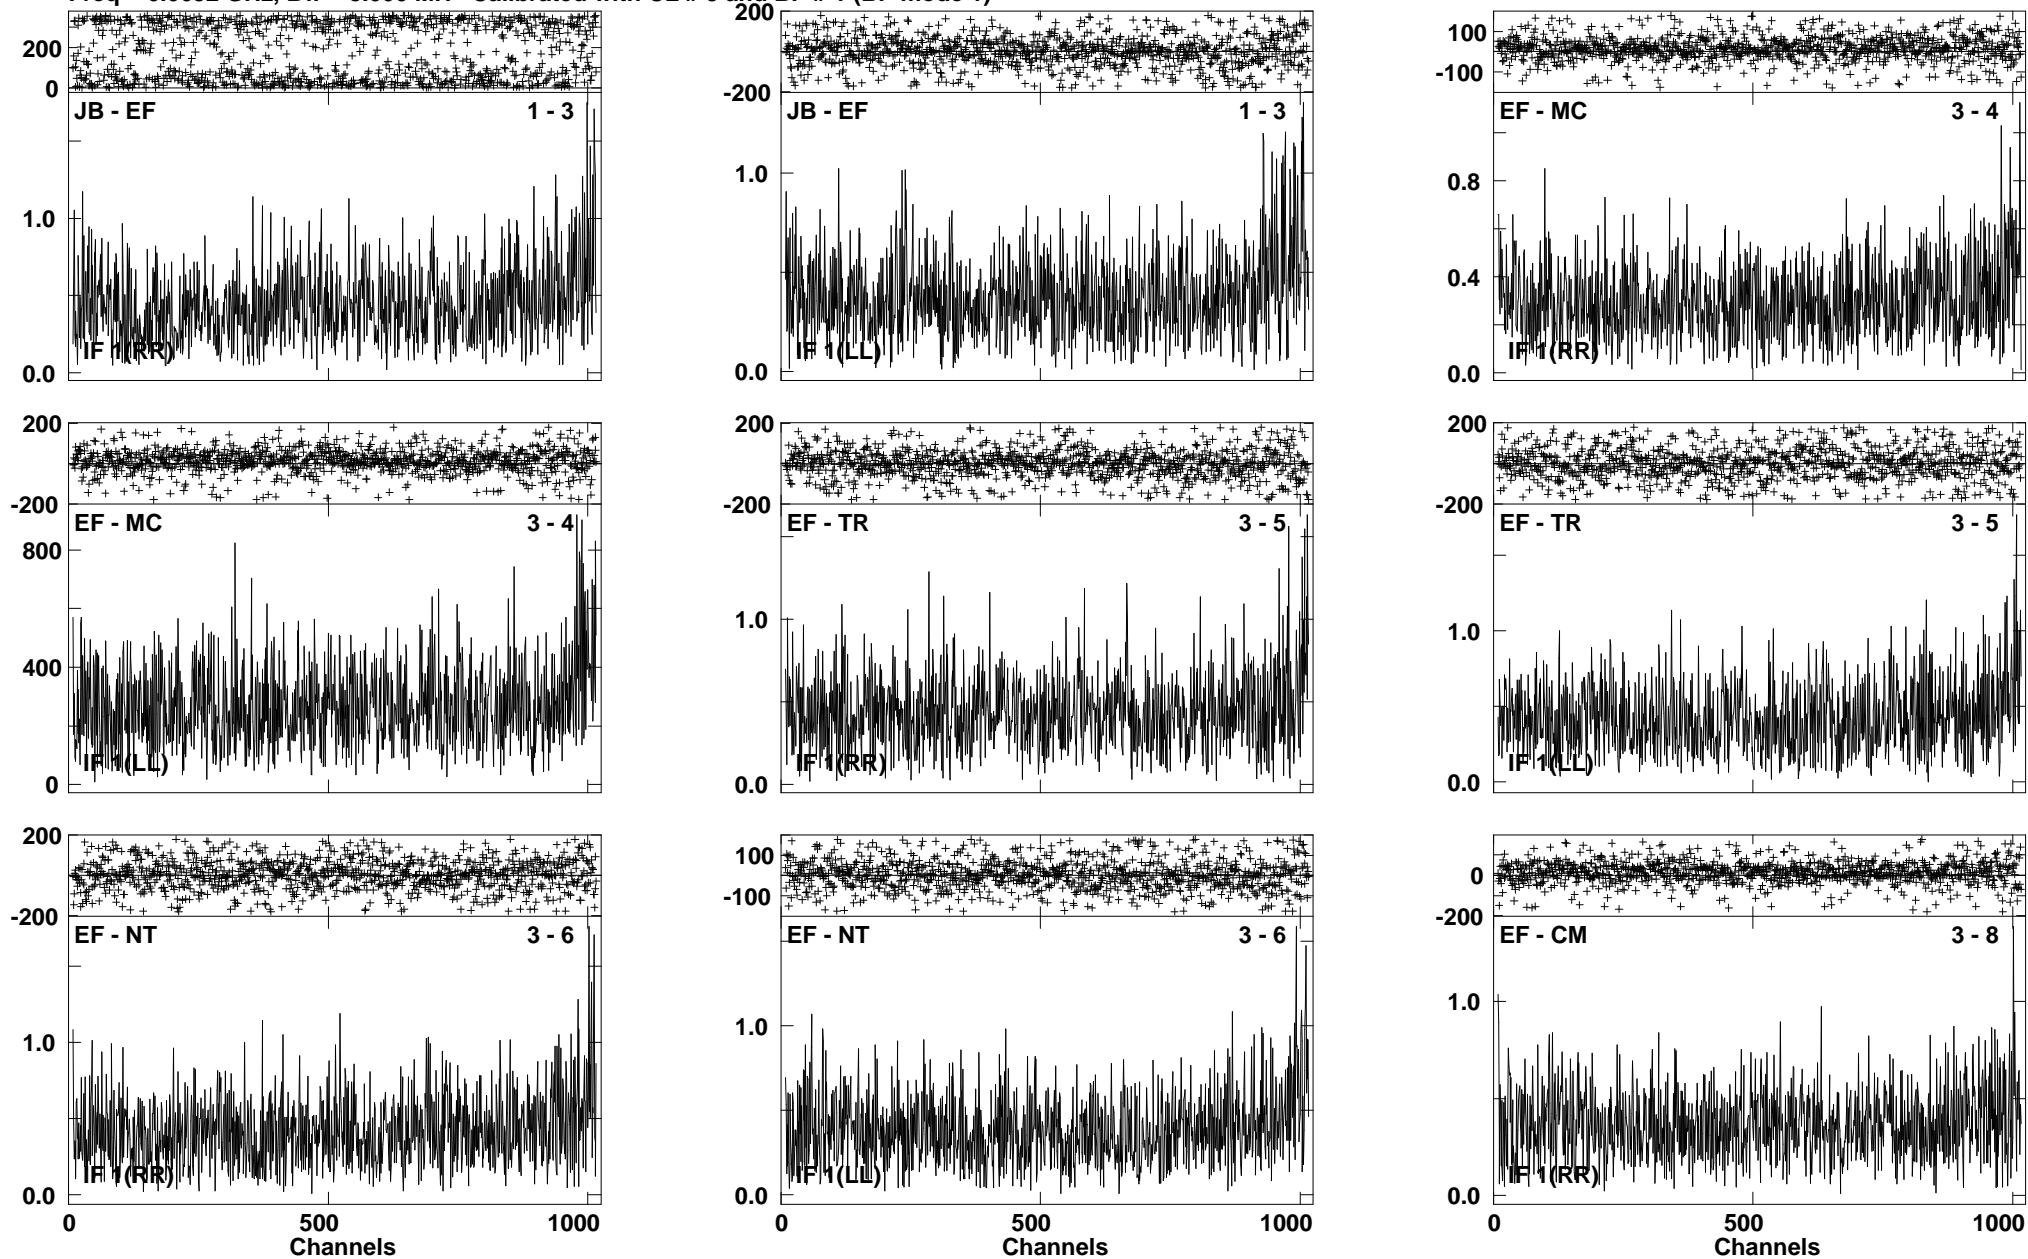 200
0
JB - EF 1 - 3
1.0
IF 1(RR)
0.0
200
-200
JB - EF 1 - 3
1.0
IF 1(LL)
0.0
100
-100
EF - MC 3 - 4
0.8
0.4
IF 1(RR)
0.0
200
-200
EF - MC 3 - 4
800
400
IF 1(LL)
0
200
-200
EF - TR 3 - 5
1.0
IF 1(RR)
0.0
200
-200
EF - TR 3 - 5
1.0
IF 1(LL)
0.0
200
-200
EF - NT 3 - 6
1.0
IF 1(RR)
0.0
0 500 1000
Channels
100
-100
EF - NT 3 - 6
1.0
IF 1(LL)
0.0
0 500 1000
Channels
0
-200
EF - CM 3 - 8
1.0
IF 1(RR)
0.0
0 500 1000
Channels